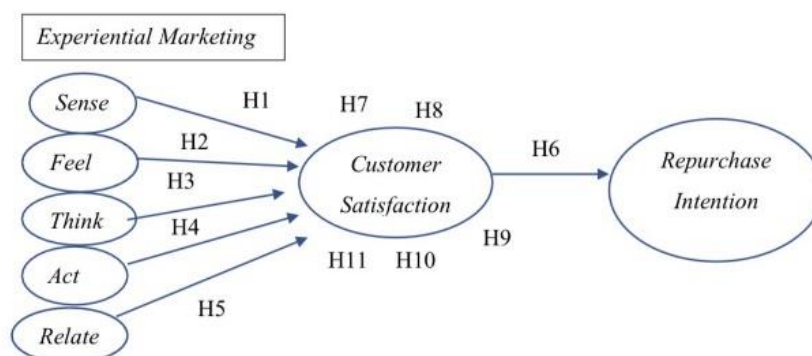 Experiential Marketing
Sense
Feel
Think
Act
Relate
H1
H2
H3
H4
H5
H7
H8
Customer
Satisfaction
H11
H10
H9
H6
Repurchase
Intention